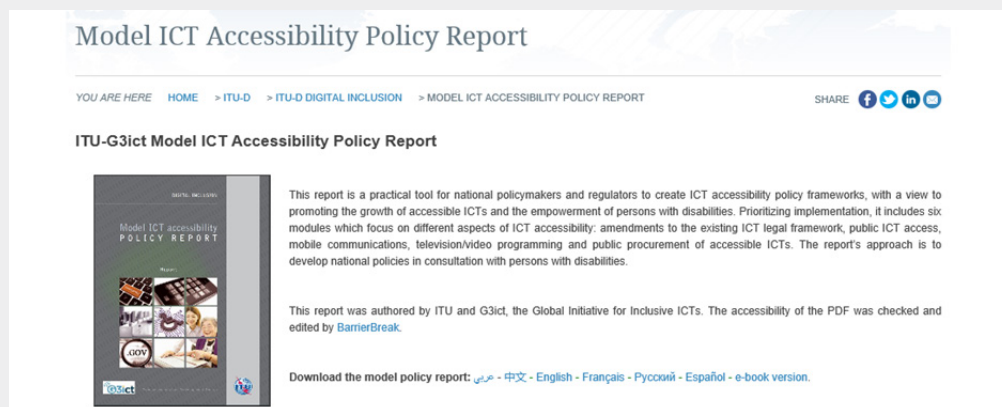 Model ICT Accessibility Policy Report
YOU ARE HERE HOME > ITU-D > ITU-D DIGITAL INCLUSION > MODEL ICT ACCESSIBILITY POLICY REPORT
SHARE
ITU-G3ict Model ICT Accessibility Policy Report
DIGITAL INCLUSION
Model ICT accessibility
POLICY REPORT
Report
.GOV
G3ict
This report is a practical tool for national policymakers and regulators to create ICT accessibility policy frameworks, with a view to
promoting the growth of accessible ICTs and the empowerment of persons with disabilities. Prioritizing implementation, it includes six
modules which focus on different aspects of ICT accessibility: amendments to the existing ICT legal framework, public ICT access,
mobile communications, television/video programming and public procurement of accessible ICTs. The report's approach is to
develop national policies in consultation with persons with disabilities.
This report was authored by ITU and G3ict, the Global Initiative for Inclusive ICTs. The accessibility of the PDF was checked and
edited by BarrierBreak.
Download the model policy report: عربي - 中文 - English - Français - Русский - Español - e-book version.